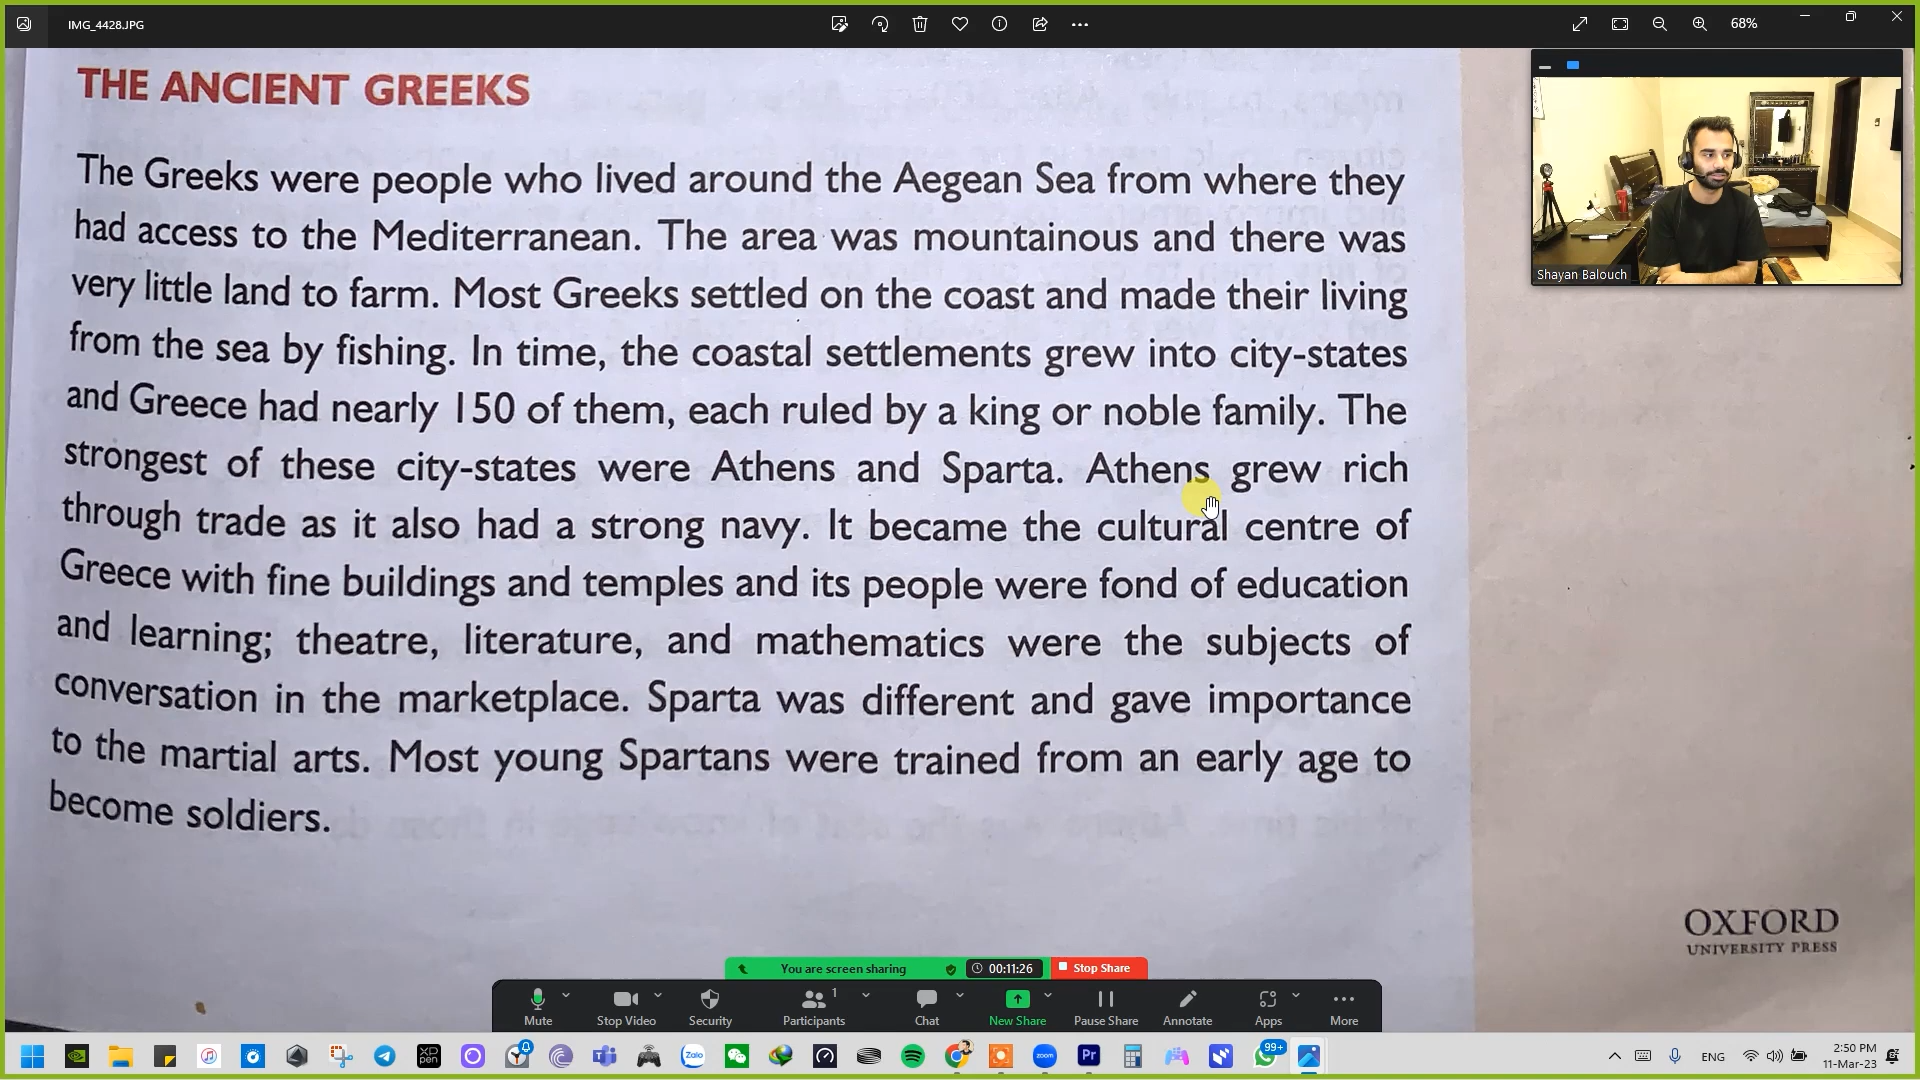 IMG_4428.JPG
68%
THE ANCIENT GREEKS
The Greeks were people who lived around the Aegean Sea from where they
had access to the Mediterranean. The area was mountainous and there was
very little land to farm. Most Greeks settled on the coast and made their living
from the sea by fishing. In time, the coastal settlements grew into city-states
and Greece had nearly 150 of them, each ruled by a king or noble family. The
strongest of these city-states were Athens and Sparta. Athens grew rich
through trade as it also had a strong navy. It became the cultural centre of
Greece with fine buildings and temples and its people were fond of education
and learning; theatre, literature, and mathematics were the subjects of
conversation in the marketplace. Sparta was different and gave importance
to the martial arts. Most young Spartans were trained from an early age to
become soldiers.
Shayan Balouch
OXFORD
UNIVERSITY PRESS
You are screen sharing 00:11:26 Stop Share
1
Mute Stop Video Security Participants Chat New Share Pause Share Annotate Apps More
XP PEN
Zalo
zoom
Pr
99+
ENG
2:50 PM
11-Mar-23